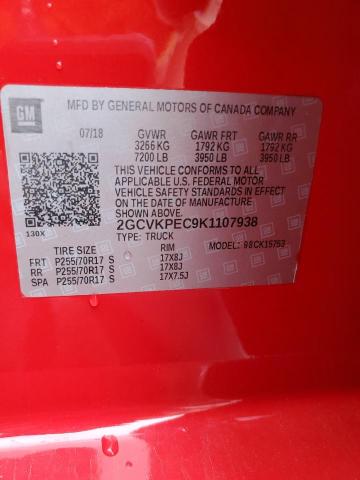 GM
MFD BY GENERAL MOTORS OF CANADA COMPANY
07/18 GVWR GAWR FRT GAWR RR
3266 KG 1792 KG 1792 KG
7200 LB 3950 LB 3950 LB
THIS VEHICLE CONFORMS TO ALL
APPLICABLE U.S. FEDERAL MOTOR
VEHICLE SAFETY STANDARDS IN
EFFECT ON THE DATE OF
MANUFACTURE SHOWN ABOVE.
2GCVKPEC9K1107938
130X TYPE: TRUCK
TIRE SIZE RIM 98CK15753
FRT P255/70R17 S 17X8J
RR P255/70R17 S 17X8J
SPA P255/70R17 S 17X7.5J